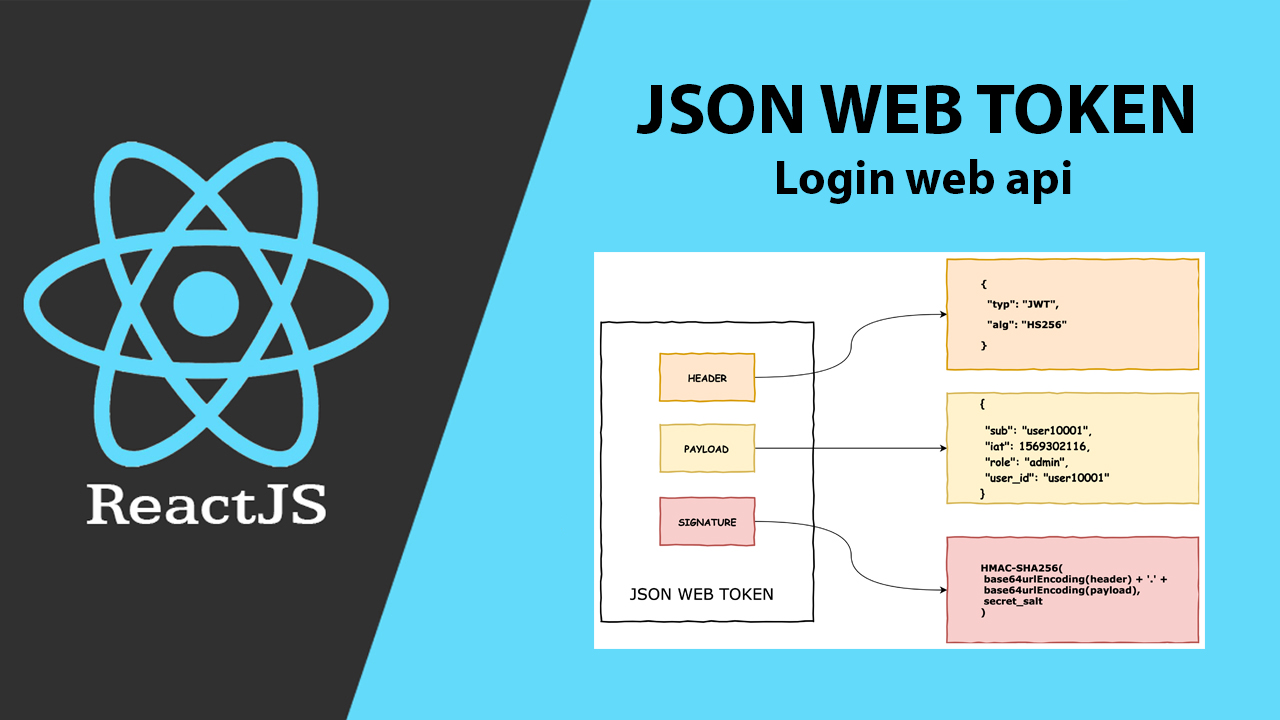 JSON WEB TOKEN
Login web api
ReactJS
HEADER
PAYLOAD
SIGNATURE
JSON WEB TOKEN
{
"typ": "JWT",
"alg": "HS256"
}
{
"sub": "user10001",
"iat": 1569302116,
"role": "admin",
"user_id": "user10001"
}
HMAC-SHA256(
base64urlEncoding(header) + '.' +
base64urlEncoding(payload),
secret_salt
)